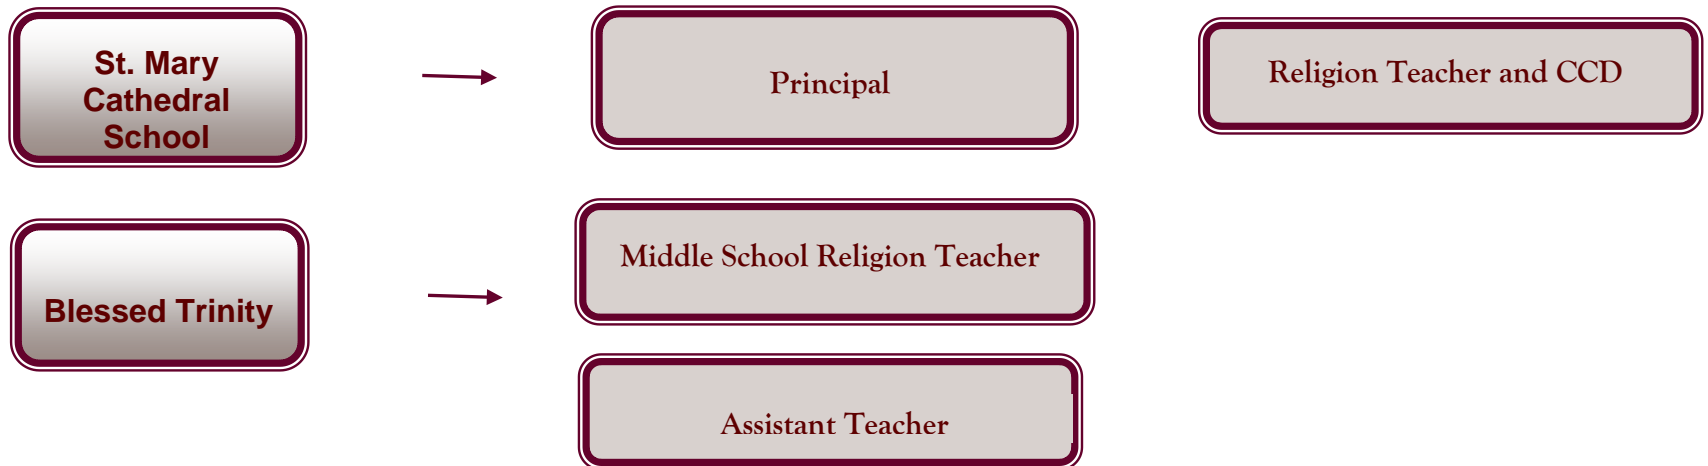 St. Mary
Cathedral
School
Principal
Religion Teacher and CCD
Blessed Trinity
Middle School Religion Teacher
Assistant Teacher